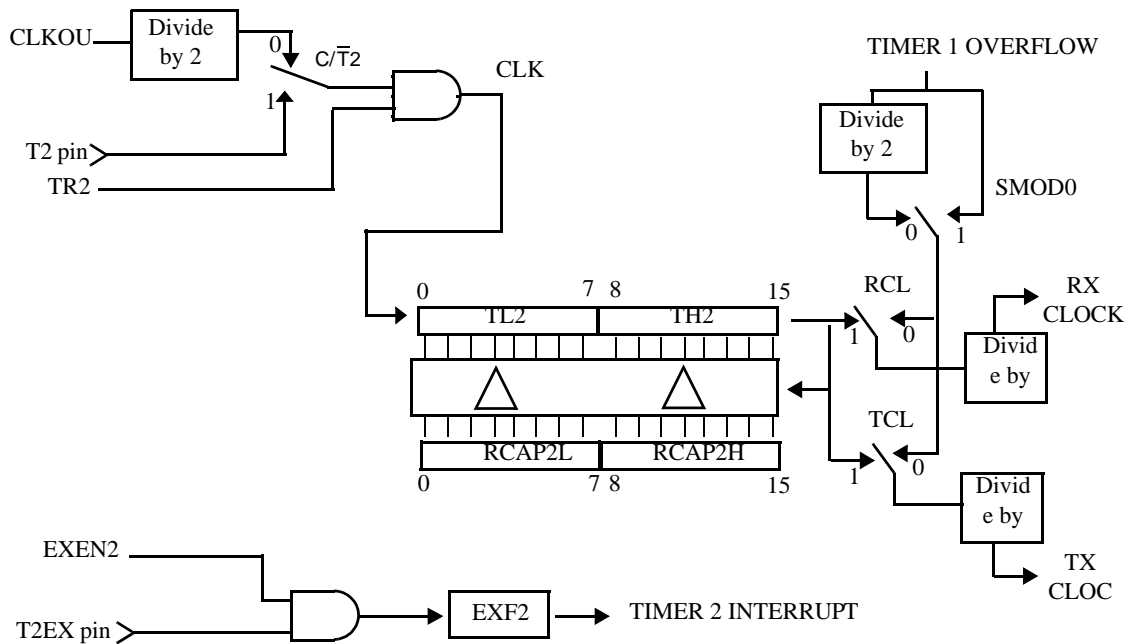 CLKOU
Divide
by 2
0
C/T̅2
1
CLK
T2 pin
TR2
TIMER 1 OVERFLOW
Divide
by 2
SMOD0
0
1
0
7
8
15
TL2
TH2
RCL
1
0
RX
CLOCK
Divid
e by
RCAP2L
RCAP2H
0
7
8
15
TCL
1
0
Divid
e by
TX
CLOC
EXEN2
T2EX pin
EXF2
TIMER 2 INTERRUPT